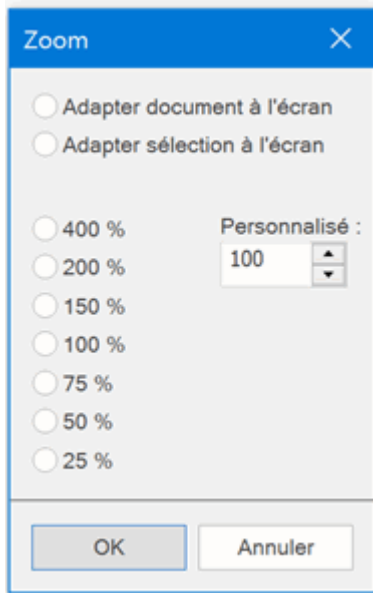 Zoom
Adapter document à l'écran
Adapter sélection à l'écran
400 %
Personnalisé :
200 %
100
150 %
100 %
75 %
50 %
25 %
OK
Annuler